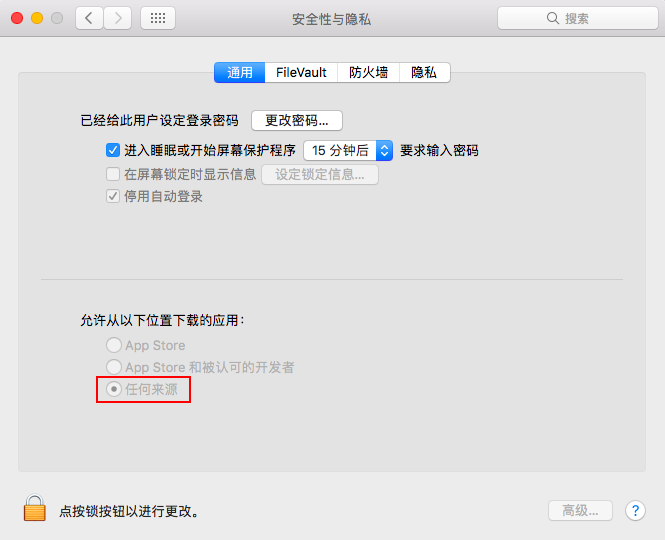 安全性与隐私
搜索
通用 FileVault 防火墙 隐私
已经给此用户设定登录密码 更改密码...
进入睡眠或开始屏幕保护程序 15 分钟后 要求输入密码
在屏幕锁定时显示信息 设定锁定信息...
停用自动登录
允许从以下位置下载的应用：
App Store
App Store 和被认可的开发者
任何来源
点按锁按钮以进行更改。 高级... ?